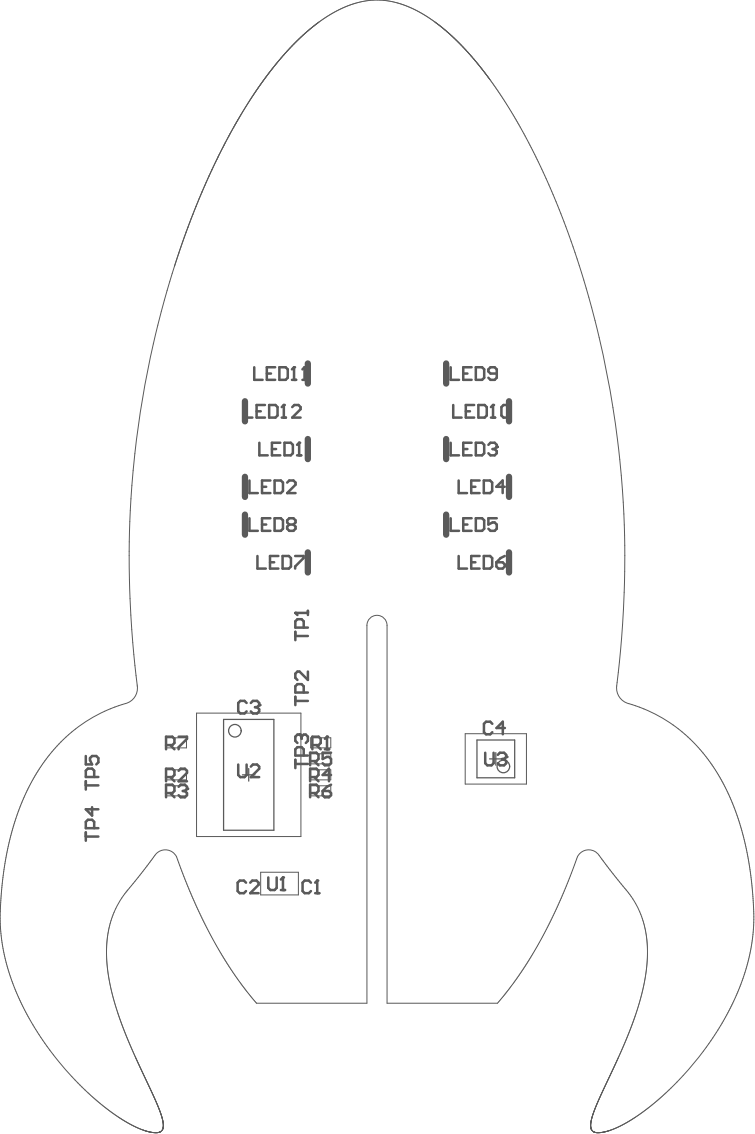 LED11 LED9
LED12 LED10
LED1 LED3
LED2 LED4
LED8 LED5
LED7 LED6
TP1
TP2
C3
C4
R7 TP3 R1
U3
R5
TP5 U2
R2 R4
R3 R6
TP4
C2 U1 C1